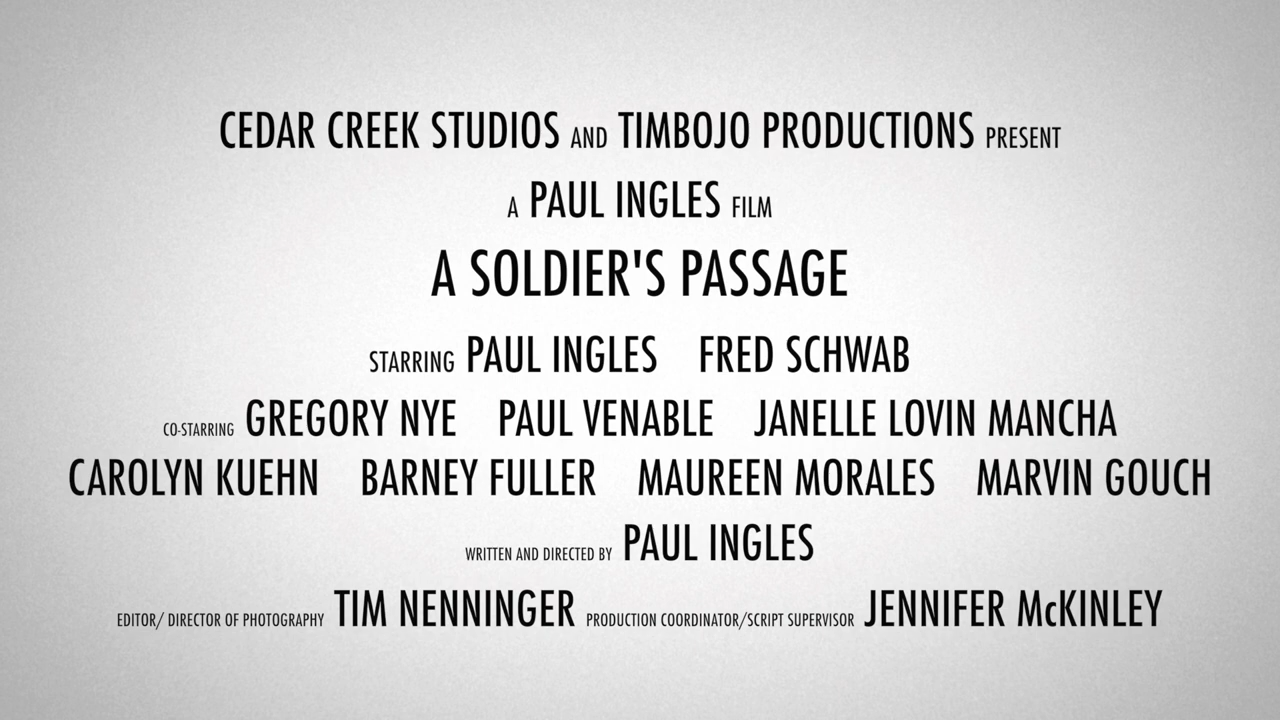 CEDAR CREEK STUDIOS AND TIMBOJO PRODUCTIONS PRESENT
A PAUL INGLES FILM
A SOLDIER'S PASSAGE
STARRING PAUL INGLES FRED SCHWAB
CO-STARRING GREGORY NYE PAUL VENABLE JANELLE LOVIN MANCHA
CAROLYN KUEHN BARNEY FULLER MAUREEN MORALES MARVIN GOUCH
WRITTEN AND DIRECTED BY PAUL INGLES
EDITOR/ DIRECTOR OF PHOTOGRAPHY TIM NENNINGER PRODUCTION COORDINATOR/SCRIPT SUPERVISOR JENNIFER McKINLEY